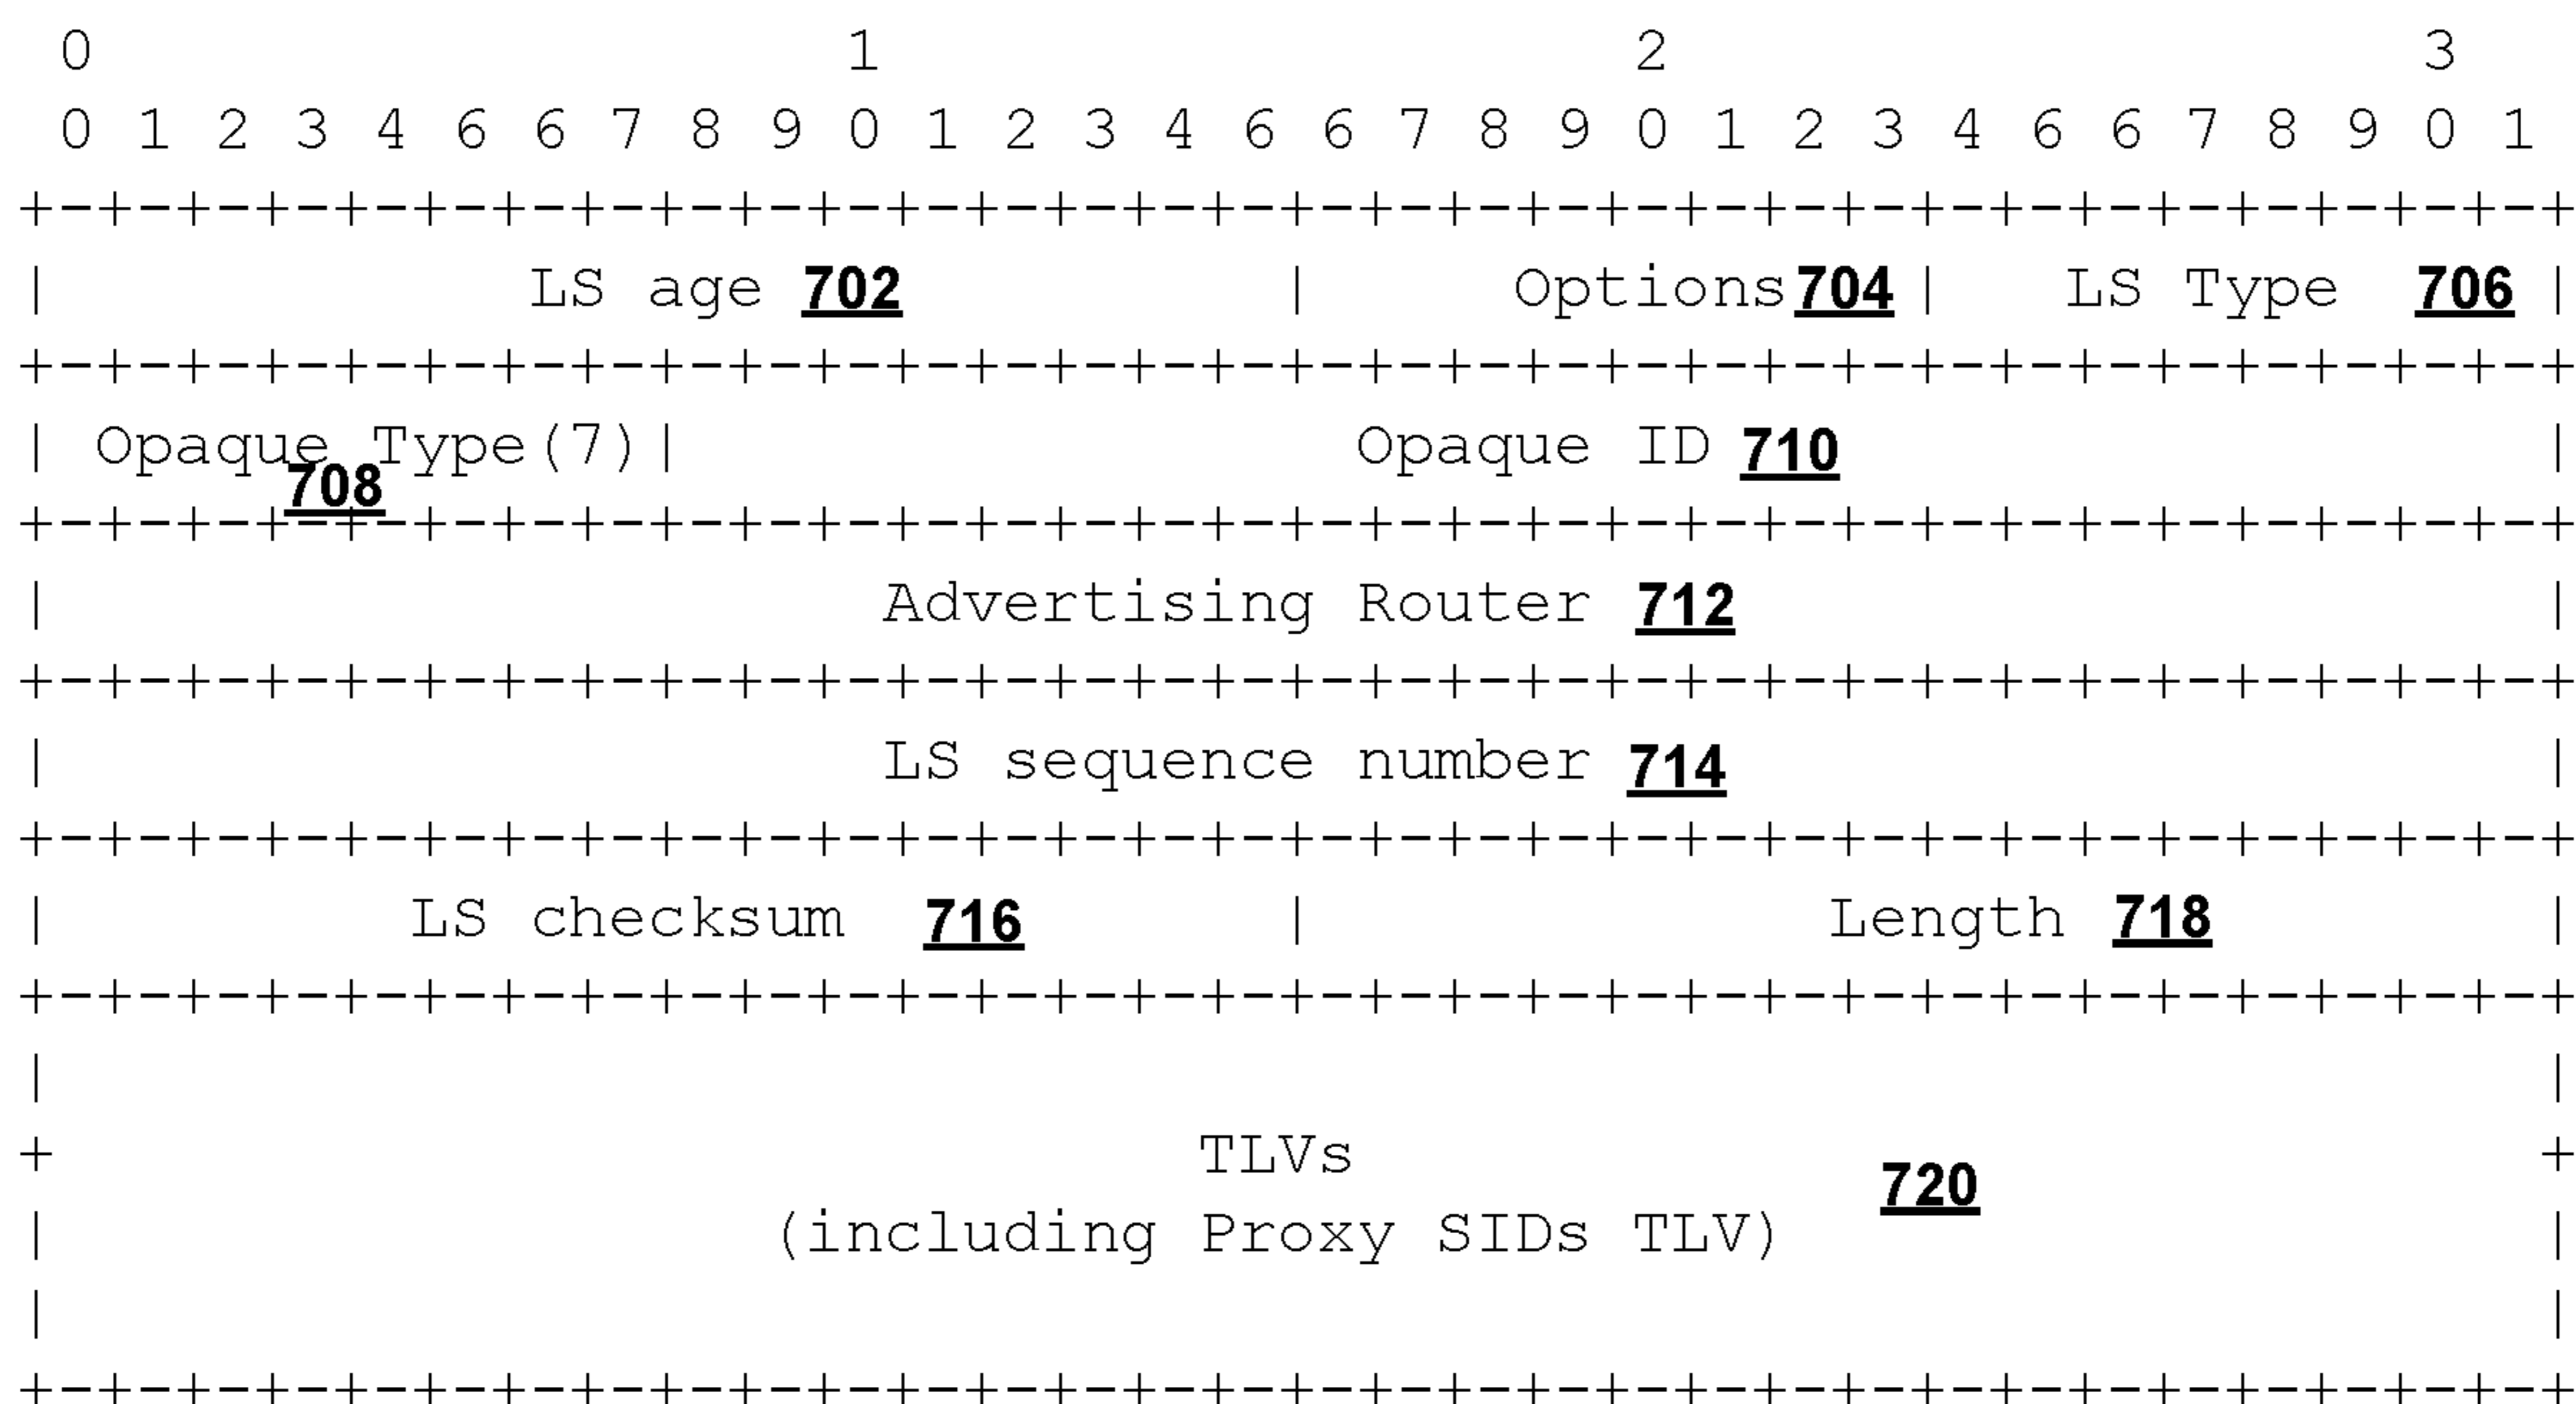 0 1 2 3
0 1 2 3 4 6 6 7 8 9 0 1 2 3 4 6 6 7 8 9 0 1 2 3 4 6 6 7 8 9 0 1
+-+-+-+-+-+-+-+-+-+-+-+-+-+-+-+-+-+-+-+-+-+-+-+-+-+-+-+-+-+-+-+-+
| LS age 702 | Options 704 | LS Type 706 |
+-+-+-+-+-+-+-+-+-+-+-+-+-+-+-+-+-+-+-+-+-+-+-+-+-+-+-+-+-+-+-+-+
| Opaque Type(7) | Opaque ID 710 |
708
+-+-+-+-+-+-+-+-+-+-+-+-+-+-+-+-+-+-+-+-+-+-+-+-+-+-+-+-+-+-+-+-+
| Advertising Router 712 |
+-+-+-+-+-+-+-+-+-+-+-+-+-+-+-+-+-+-+-+-+-+-+-+-+-+-+-+-+-+-+-+-+
| LS sequence number 714 |
+-+-+-+-+-+-+-+-+-+-+-+-+-+-+-+-+-+-+-+-+-+-+-+-+-+-+-+-+-+-+-+-+
| LS checksum 716 | Length 718 |
+-+-+-+-+-+-+-+-+-+-+-+-+-+-+-+-+-+-+-+-+-+-+-+-+-+-+-+-+-+-+-+-+
| |
+ TLVs +
720
| (including Proxy SIDs TLV) |
| |
+-+-+-+-+-+-+-+-+-+-+-+-+-+-+-+-+-+-+-+-+-+-+-+-+-+-+-+-+-+-+-+-+